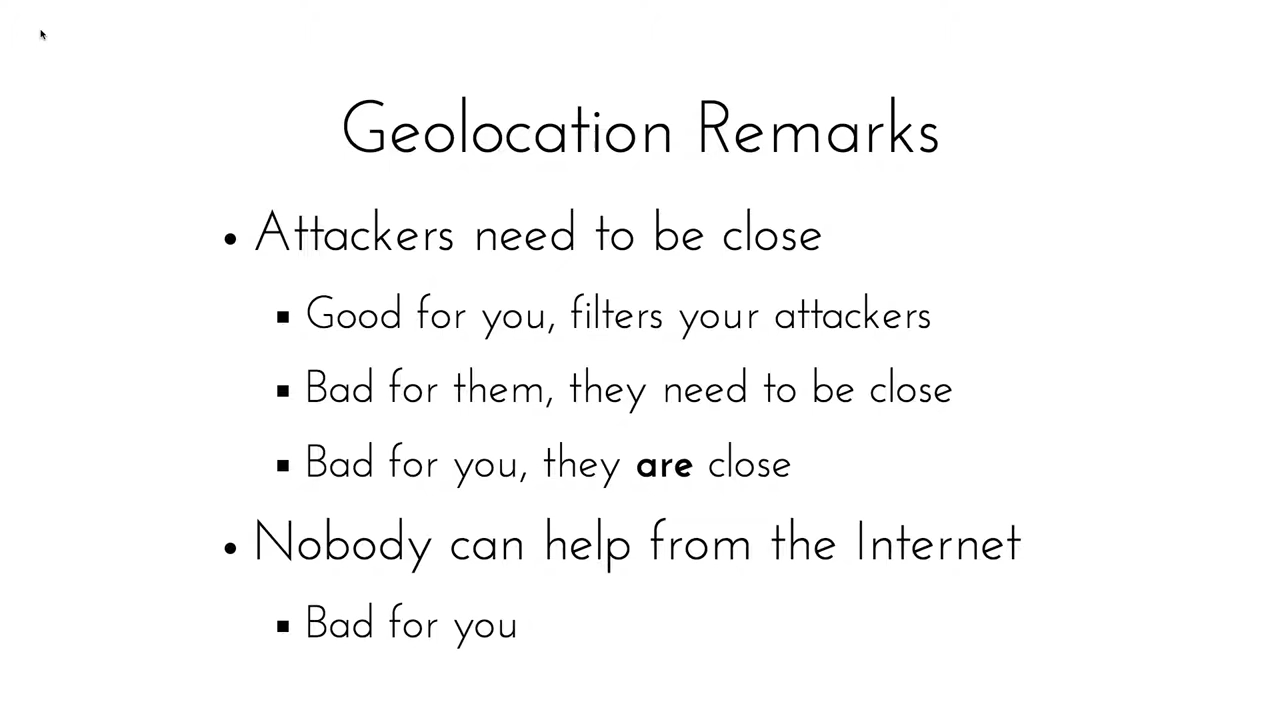 Geolocation Remarks
• Attackers need to be close
▪ Good for you, filters your attackers
▪ Bad for them, they need to be close
▪ Bad for you, they are close
• Nobody can help from the Internet
▪ Bad for you